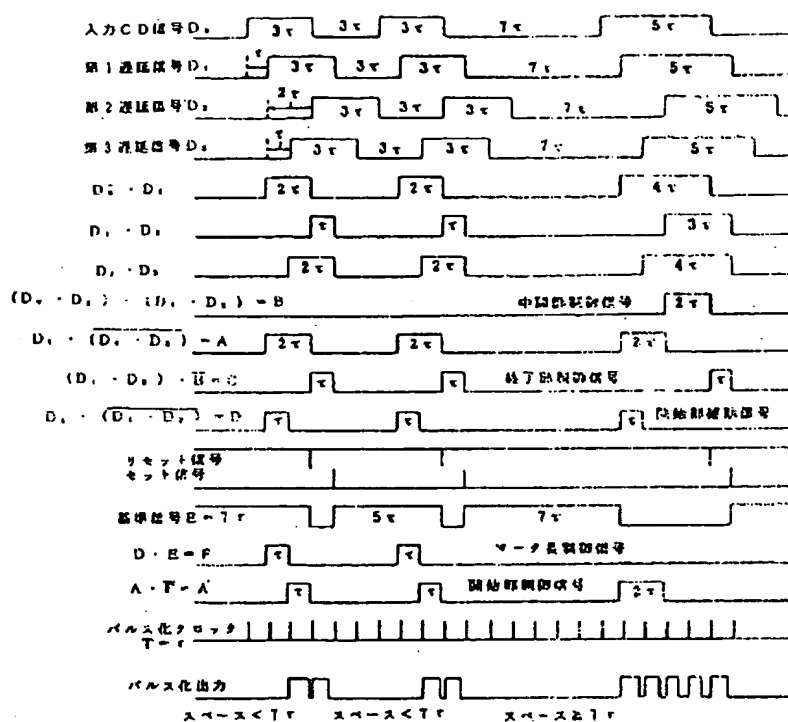 入力CD信号D₀ 3τ 3τ 3τ 7τ 5τ
第1遅延信号D₁ τ 3τ 3τ 3τ 7τ 5τ
第2遅延信号D₂ 2τ 3τ 3τ 3τ 7τ 5τ
第3遅延信号D₃ τ 3τ 3τ 3τ 7τ 5τ
2τ 2τ 4τ
τ τ 3τ
2τ 2τ 4τ
= B 中間部制御信号 2τ
= A 2τ 2τ 2τ
= C τ τ 終了部制御信号 τ
= D τ τ τ 開始部補助信号
リセット信号
セット信号
基準信号E=7τ 5τ 7τ
D・E=F τ τ マーク長制御信号
A・F̅=A' τ τ 開始部制御信号 2τ
パルス化クロック
T=τ
パルス化出力
スペース<7τ スペース<7τ スペース≧7τ